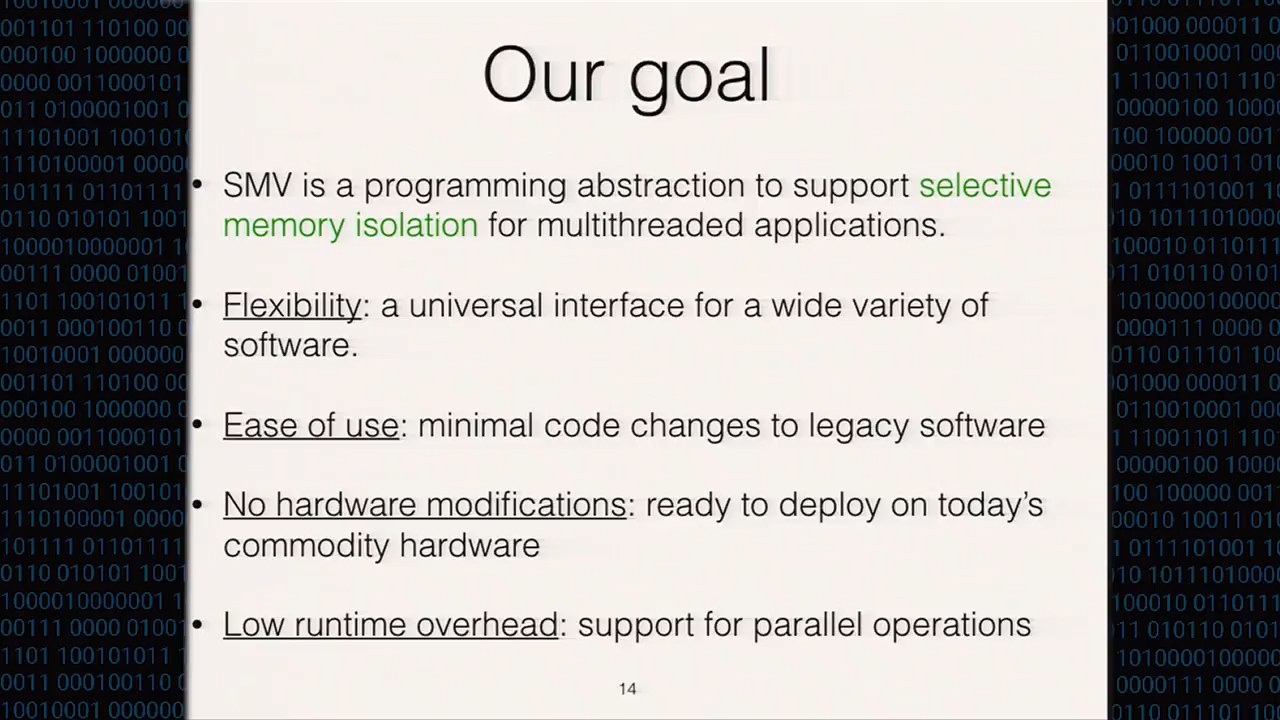 Our goal
• SMV is a programming abstraction to support selective
memory isolation for multithreaded applications.
• Flexibility: a universal interface for a wide variety of
software.
• Ease of use: minimal code changes to legacy software
• No hardware modifications: ready to deploy on today’s
commodity hardware
• Low runtime overhead: support for parallel operations
14